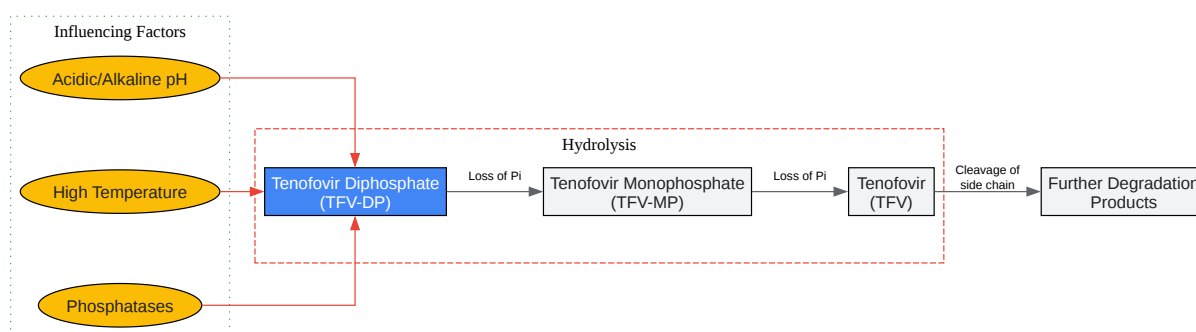 Influencing Factors
Acidic/Alkaline pH
High Temperature
Phosphatases
Hydrolysis
Tenofovir Diphosphate
(TFV-DP)
Loss of Pi
Tenofovir Monophosphate
(TFV-MP)
Loss of Pi
Tenofovir
(TFV)
Cleavage of
side chain
Further Degradation
Products